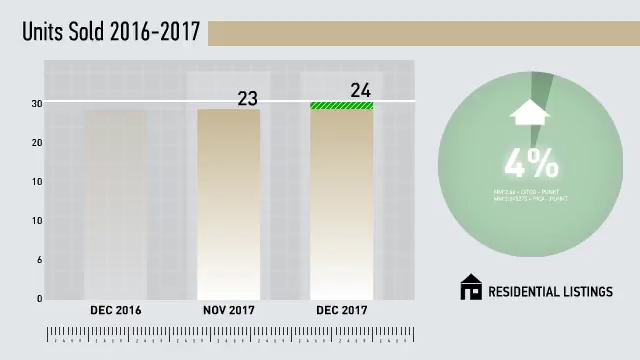 Units Sold 2016-2017
23
24
30
20
10
10
6
0
4%
DEC 2016
NOV 2017
DEC 2017
RESIDENTIAL LISTINGS